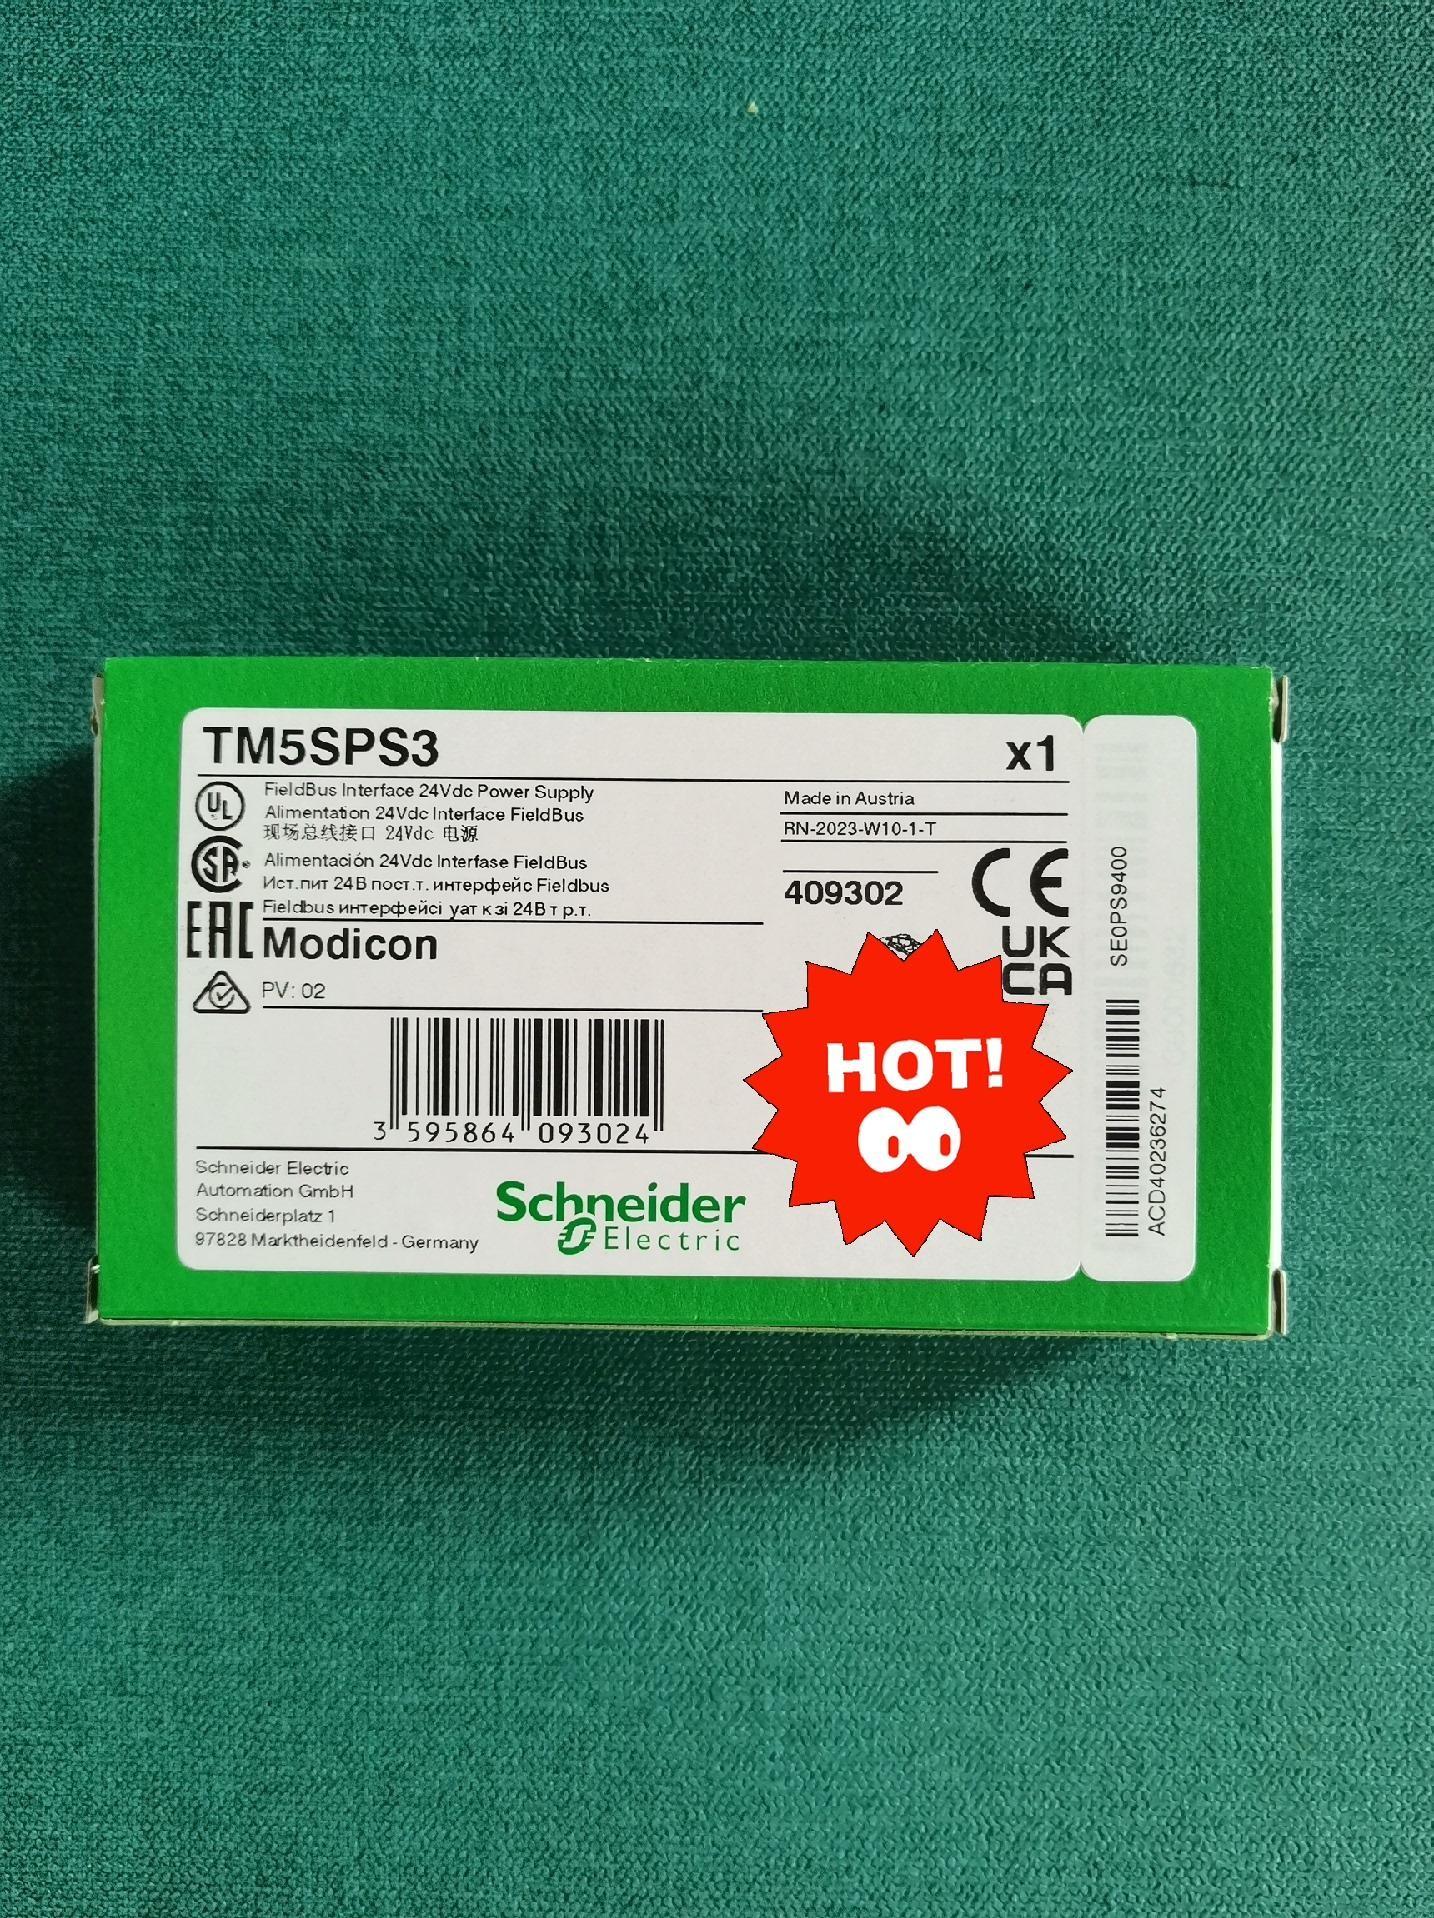 TM5SPS3
x1
FieldBus Interface 24Vdc Power Supply
Alimentation 24Vdc Interface FieldBus
现场总线接口 24Vdc 电源
Alimentación 24Vdc Interfase FieldBus
Ист.пит 24В пост.т. интерфейс Fieldbus
Fieldbus интерфейсі уат кзі 24В т р.т.
UL
SA
EAC
Modicon
PV: 02
Made in Austria
RN-2023-W10-1-T
409302
CE
UK
CA
HOT!
3 595864 093024
Schneider Electric
Automation GmbH
Schneiderplatz 1
97828 Marktheidenfeld - Germany
Schneider
Electric
SE0PS9400
ACD40236274